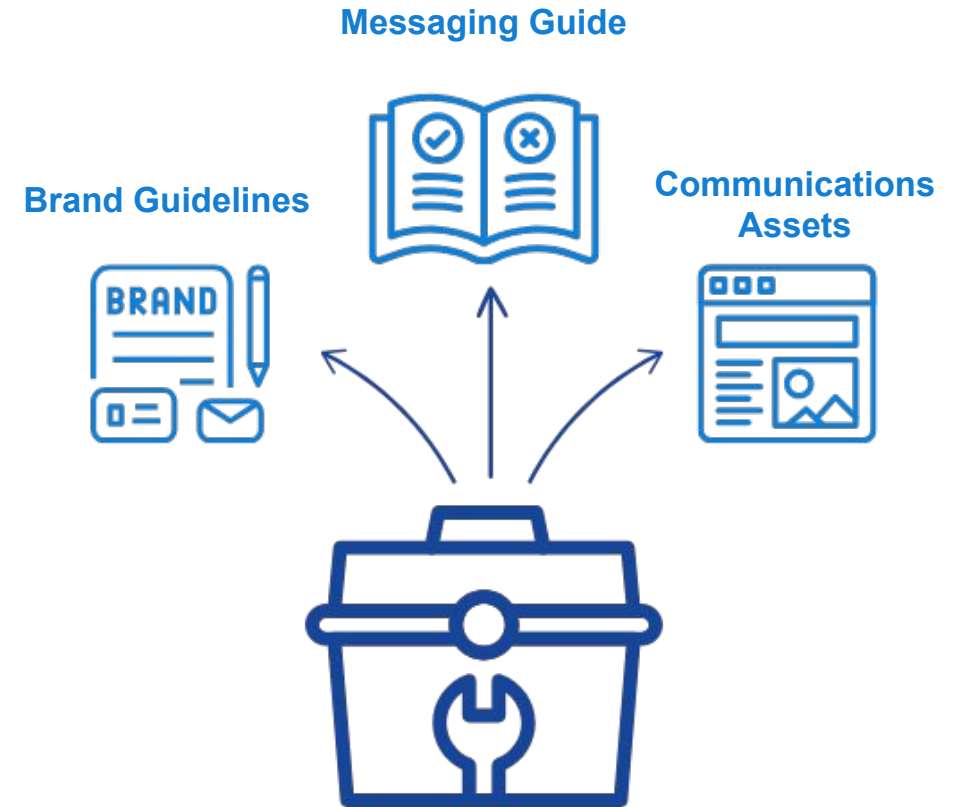 Messaging Guide
Brand Guidelines
Communications
Assets
BRAND